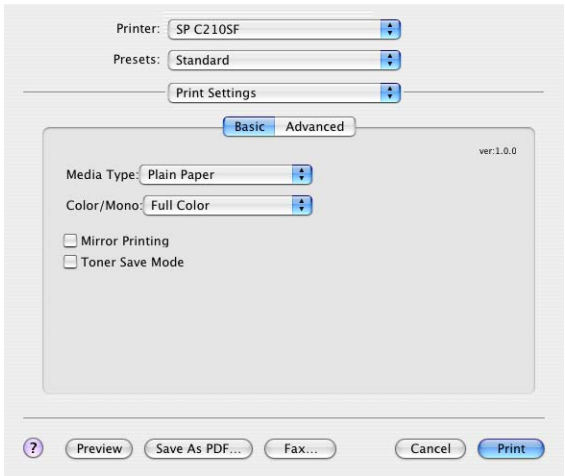 Printer: SP C210SF
Presets: Standard
Print Settings
Basic Advanced
ver:1.0.0
Media Type: Plain Paper
Color/Mono: Full Color
Mirror Printing
Toner Save Mode
? Preview Save As PDF... Fax... Cancel Print